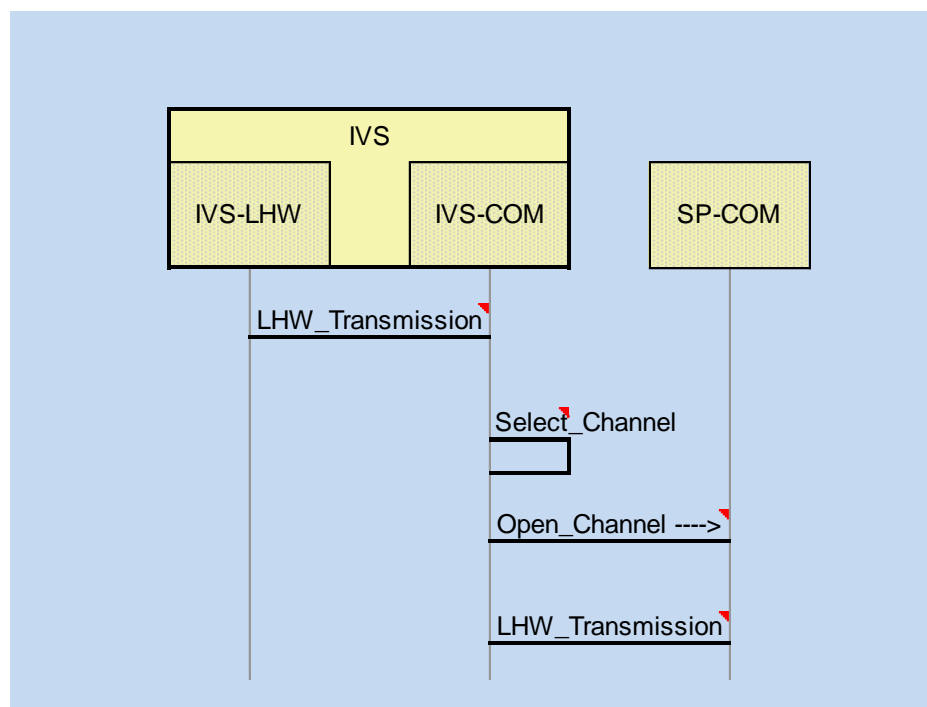 IVS
IVS-LHW
IVS-COM
SP-COM
LHW_Transmission
Select_Channel
Open_Channel ---->
LHW_Transmission